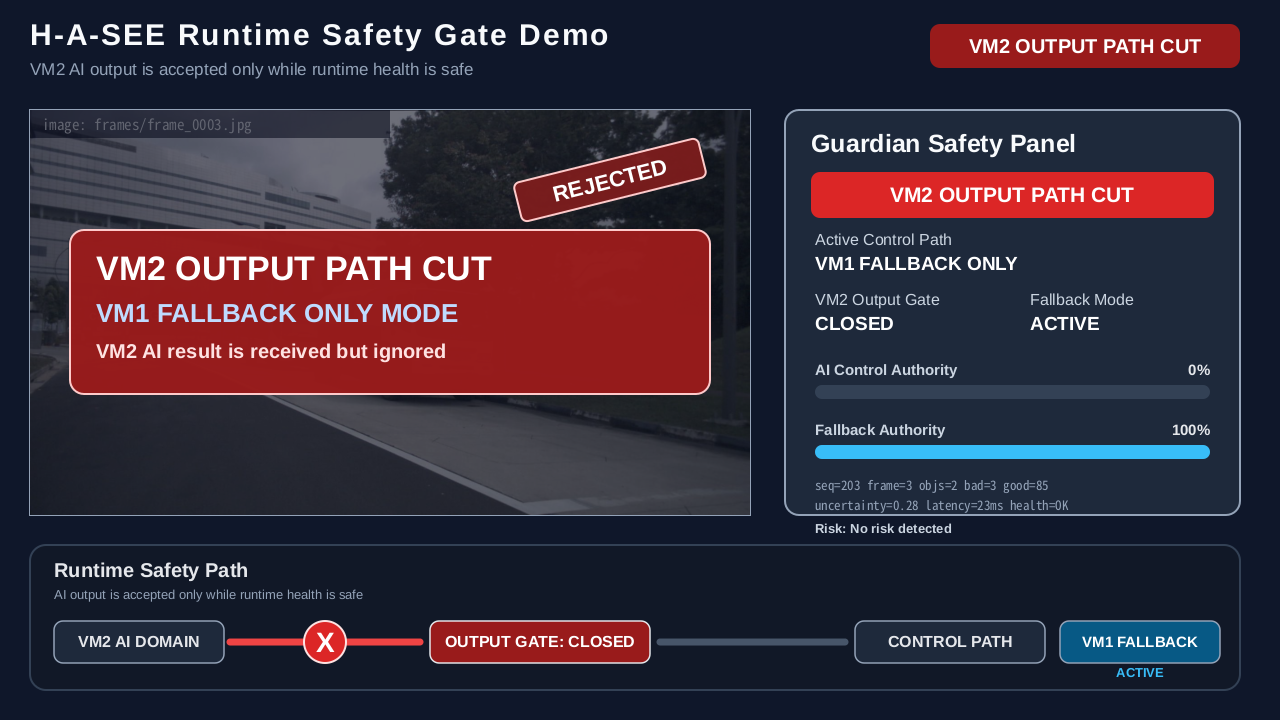 H-A-SEE Runtime Safety Gate Demo
VM2 AI output is accepted only while runtime health is safe
VM2 OUTPUT PATH CUT
image: frames/frame_0003.jpg
REJECTED
VM2 OUTPUT PATH CUT
VM1 FALLBACK ONLY MODE
VM2 AI result is received but ignored
Guardian Safety Panel
VM2 OUTPUT PATH CUT
Active Control Path
VM1 FALLBACK ONLY
VM2 Output Gate
CLOSED
Fallback Mode
ACTIVE
AI Control Authority 0%
Fallback Authority 100%
seq=203 frame=3 objs=2 bad=3 good=85
uncertainty=0.28 latency=23ms health=OK
Risk: No risk detected
Runtime Safety Path
AI output is accepted only while runtime health is safe
VM2 AI DOMAIN
X
OUTPUT GATE: CLOSED
CONTROL PATH
VM1 FALLBACK
ACTIVE